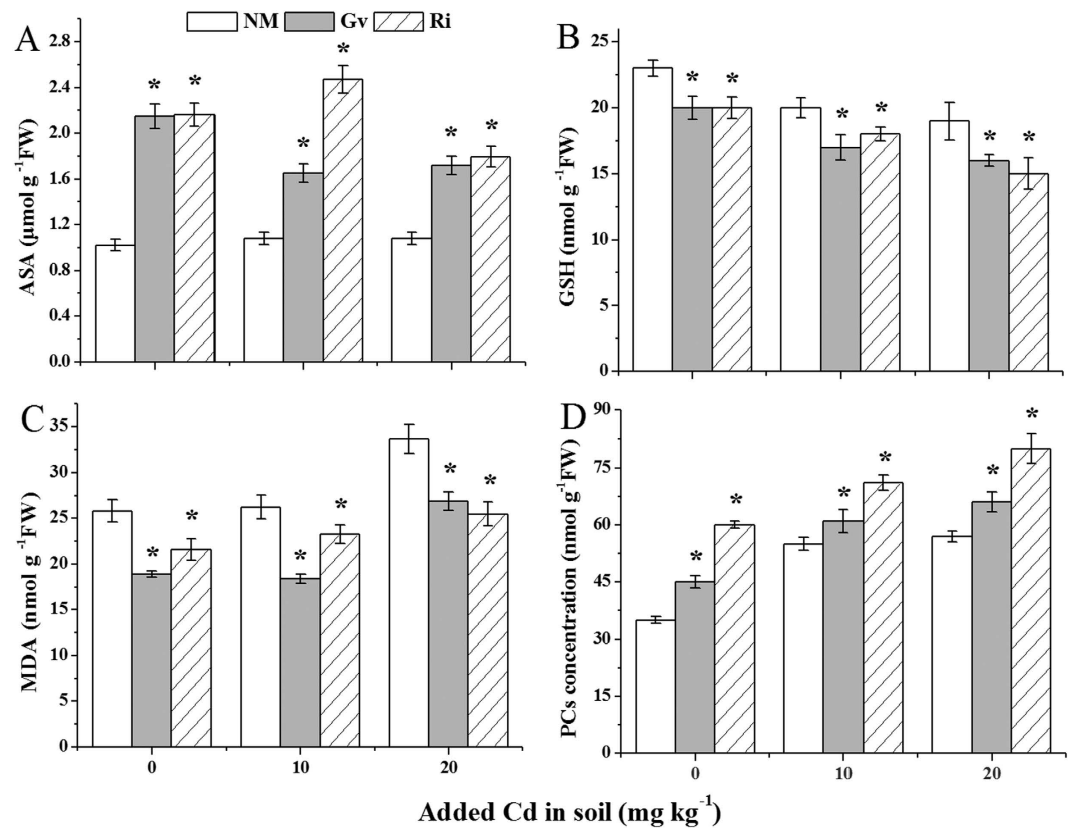 NM Gv Ri
A
ASA (μmol g⁻¹FW)
2.8
2.4
2.0
1.6
1.2
0.8
0.4
0.0
* * * * * *
B
GSH (nmol g⁻¹FW)
25
20
15
10
5
0
* * * * * *
C
MDA (nmol g⁻¹FW)
35
30
25
20
15
10
5
0
* * * * * *
0 10 20
D
PCs concentration (nmol g⁻¹FW)
90
75
60
45
30
15
0
* * * * * *
0 10 20
Added Cd in soil (mg kg⁻¹)